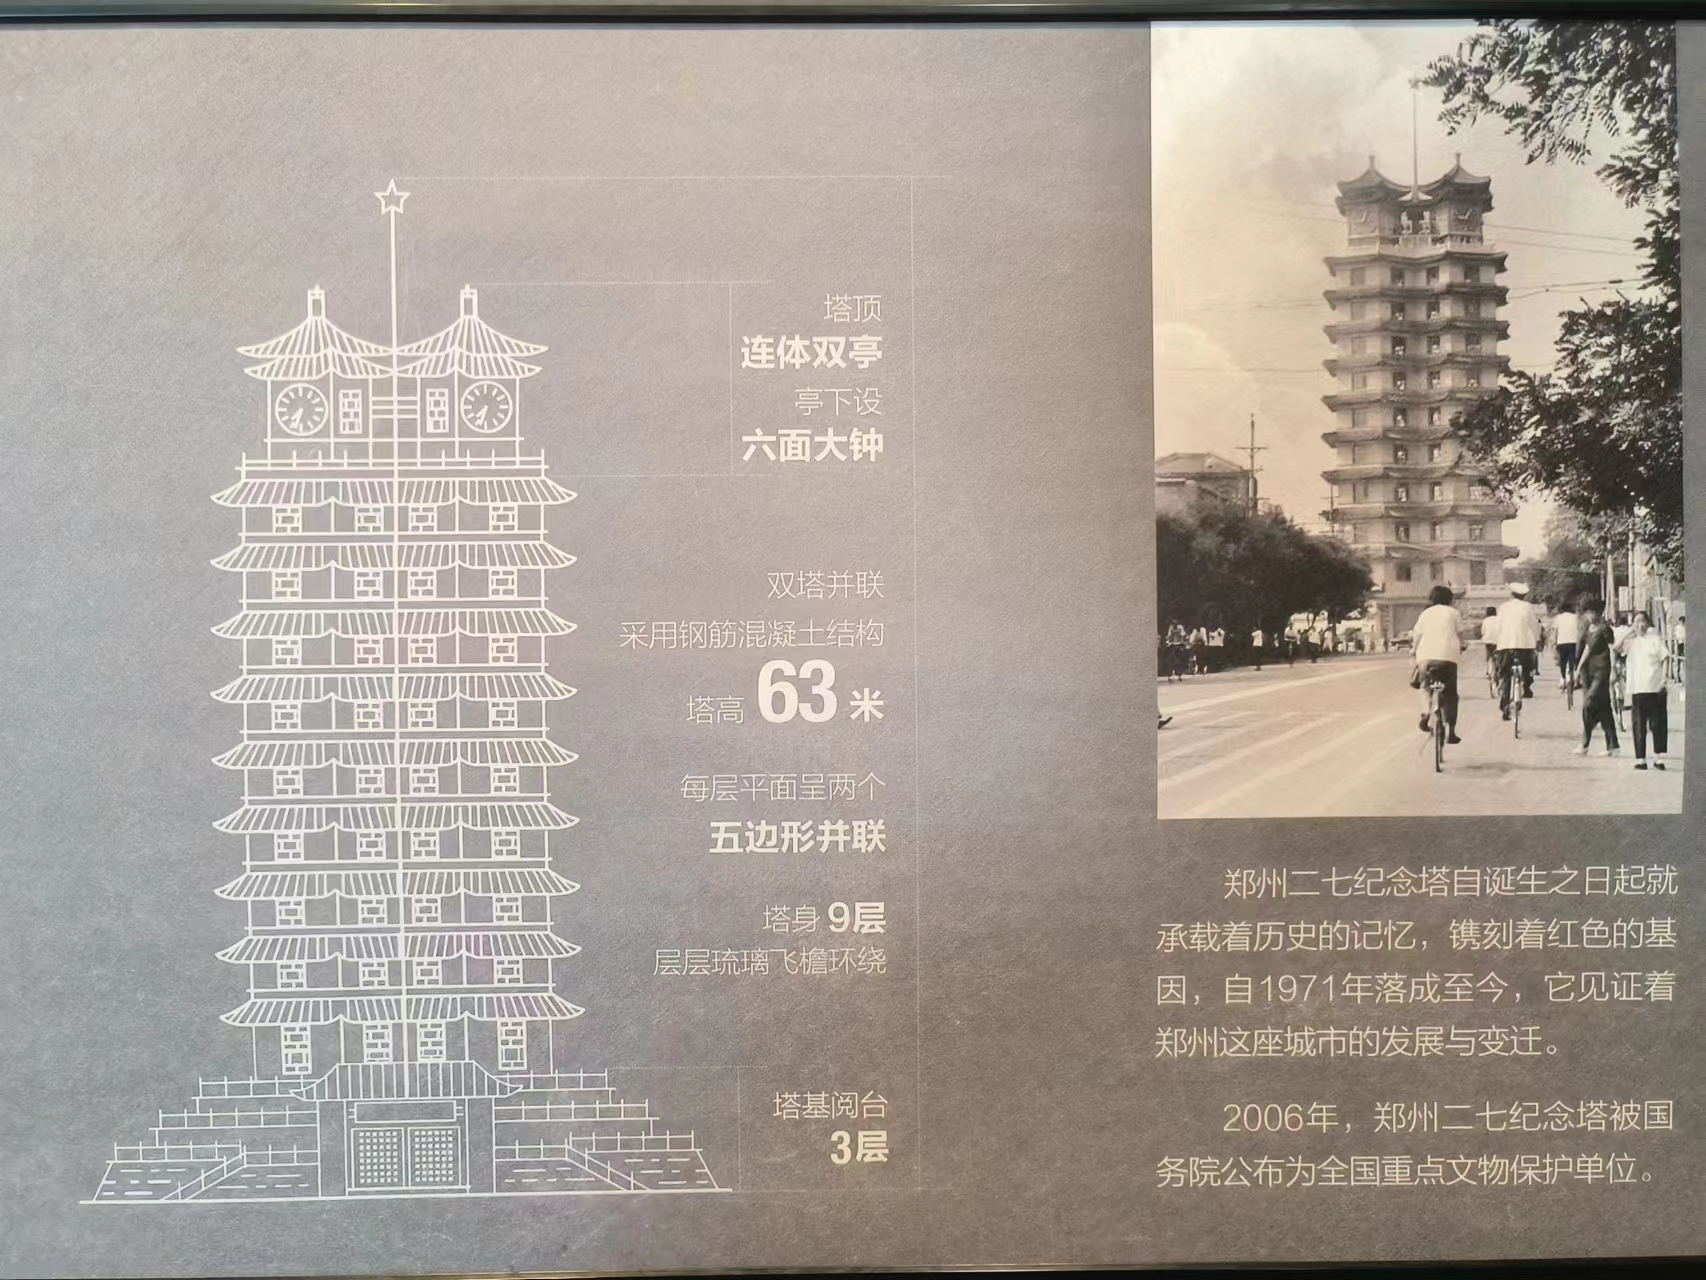 塔顶
连体双亭
亭下设
六面大钟
双塔并联
采用钢筋混凝土结构
塔高 63 米
每层平面呈两个
五边形并联
塔身 9层
层层琉璃飞檐环绕
塔基阅台
3层
郑州二七纪念塔自诞生之日起就
承载着历史的记忆，镌刻着红色的基
因，自1971年落成至今，它见证着
郑州这座城市的发展与变迁。
2006年，郑州二七纪念塔被国
务院公布为全国重点文物保护单位。